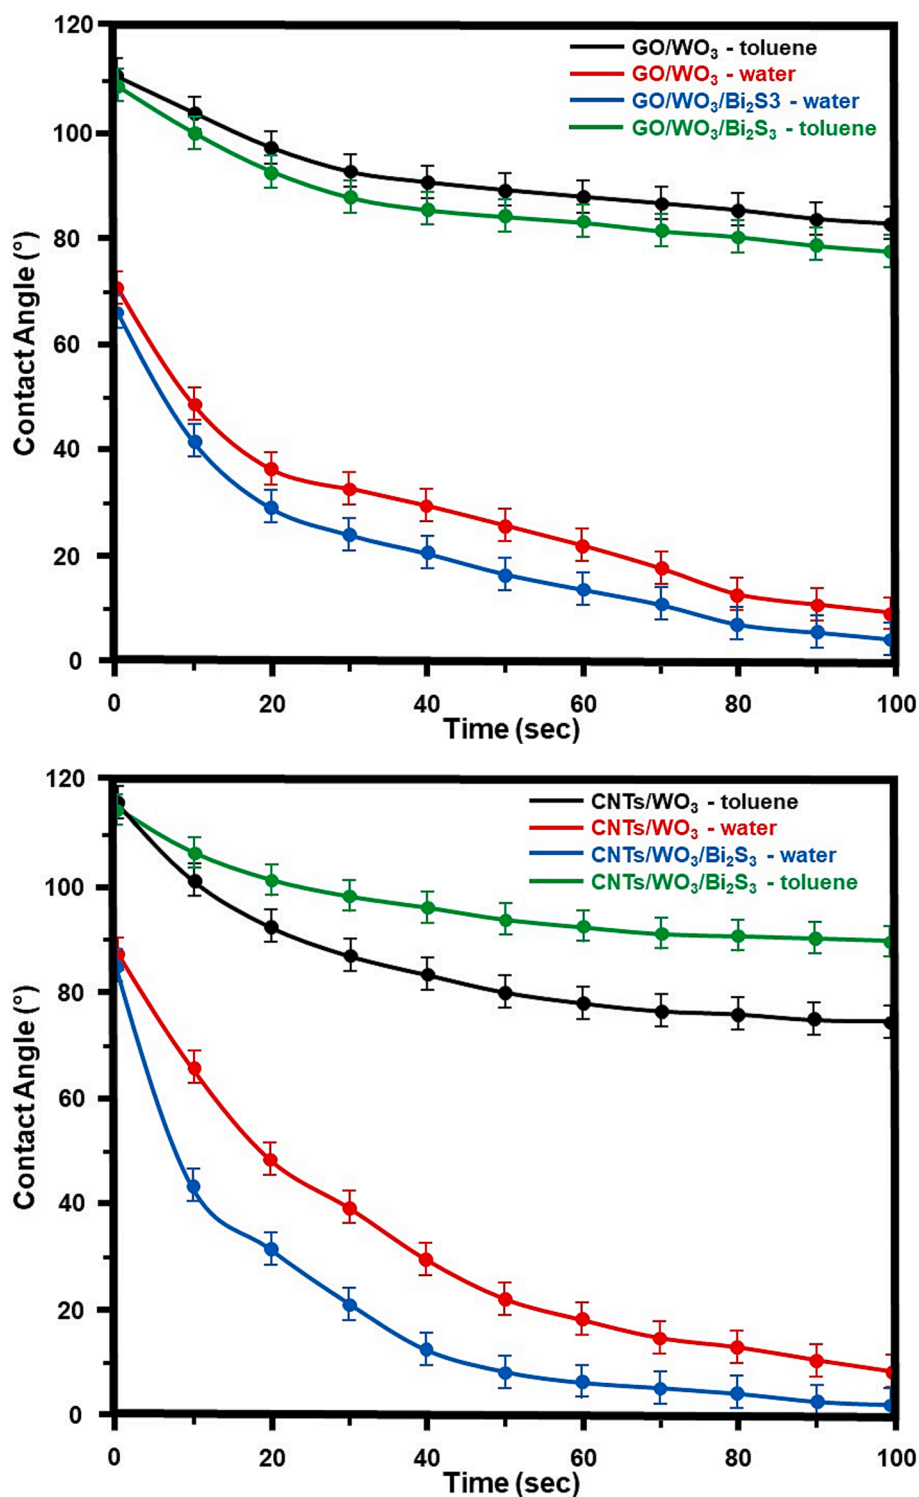 120
100
80
60
40
20
0
Contact Angle (°)
GO/WO₃ - toluene
GO/WO₃ - water
GO/WO₃/Bi₂S3 - water
GO/WO₃/Bi₂S₃ - toluene
0 20 40 60 80 100
Time (sec)
120
100
80
60
40
20
0
Contact Angle (°)
CNTs/WO₃ - toluene
CNTs/WO₃ - water
CNTs/WO₃/Bi₂S₃ - water
CNTs/WO₃/Bi₂S₃ - toluene
0 20 40 60 80 100
Time (sec)